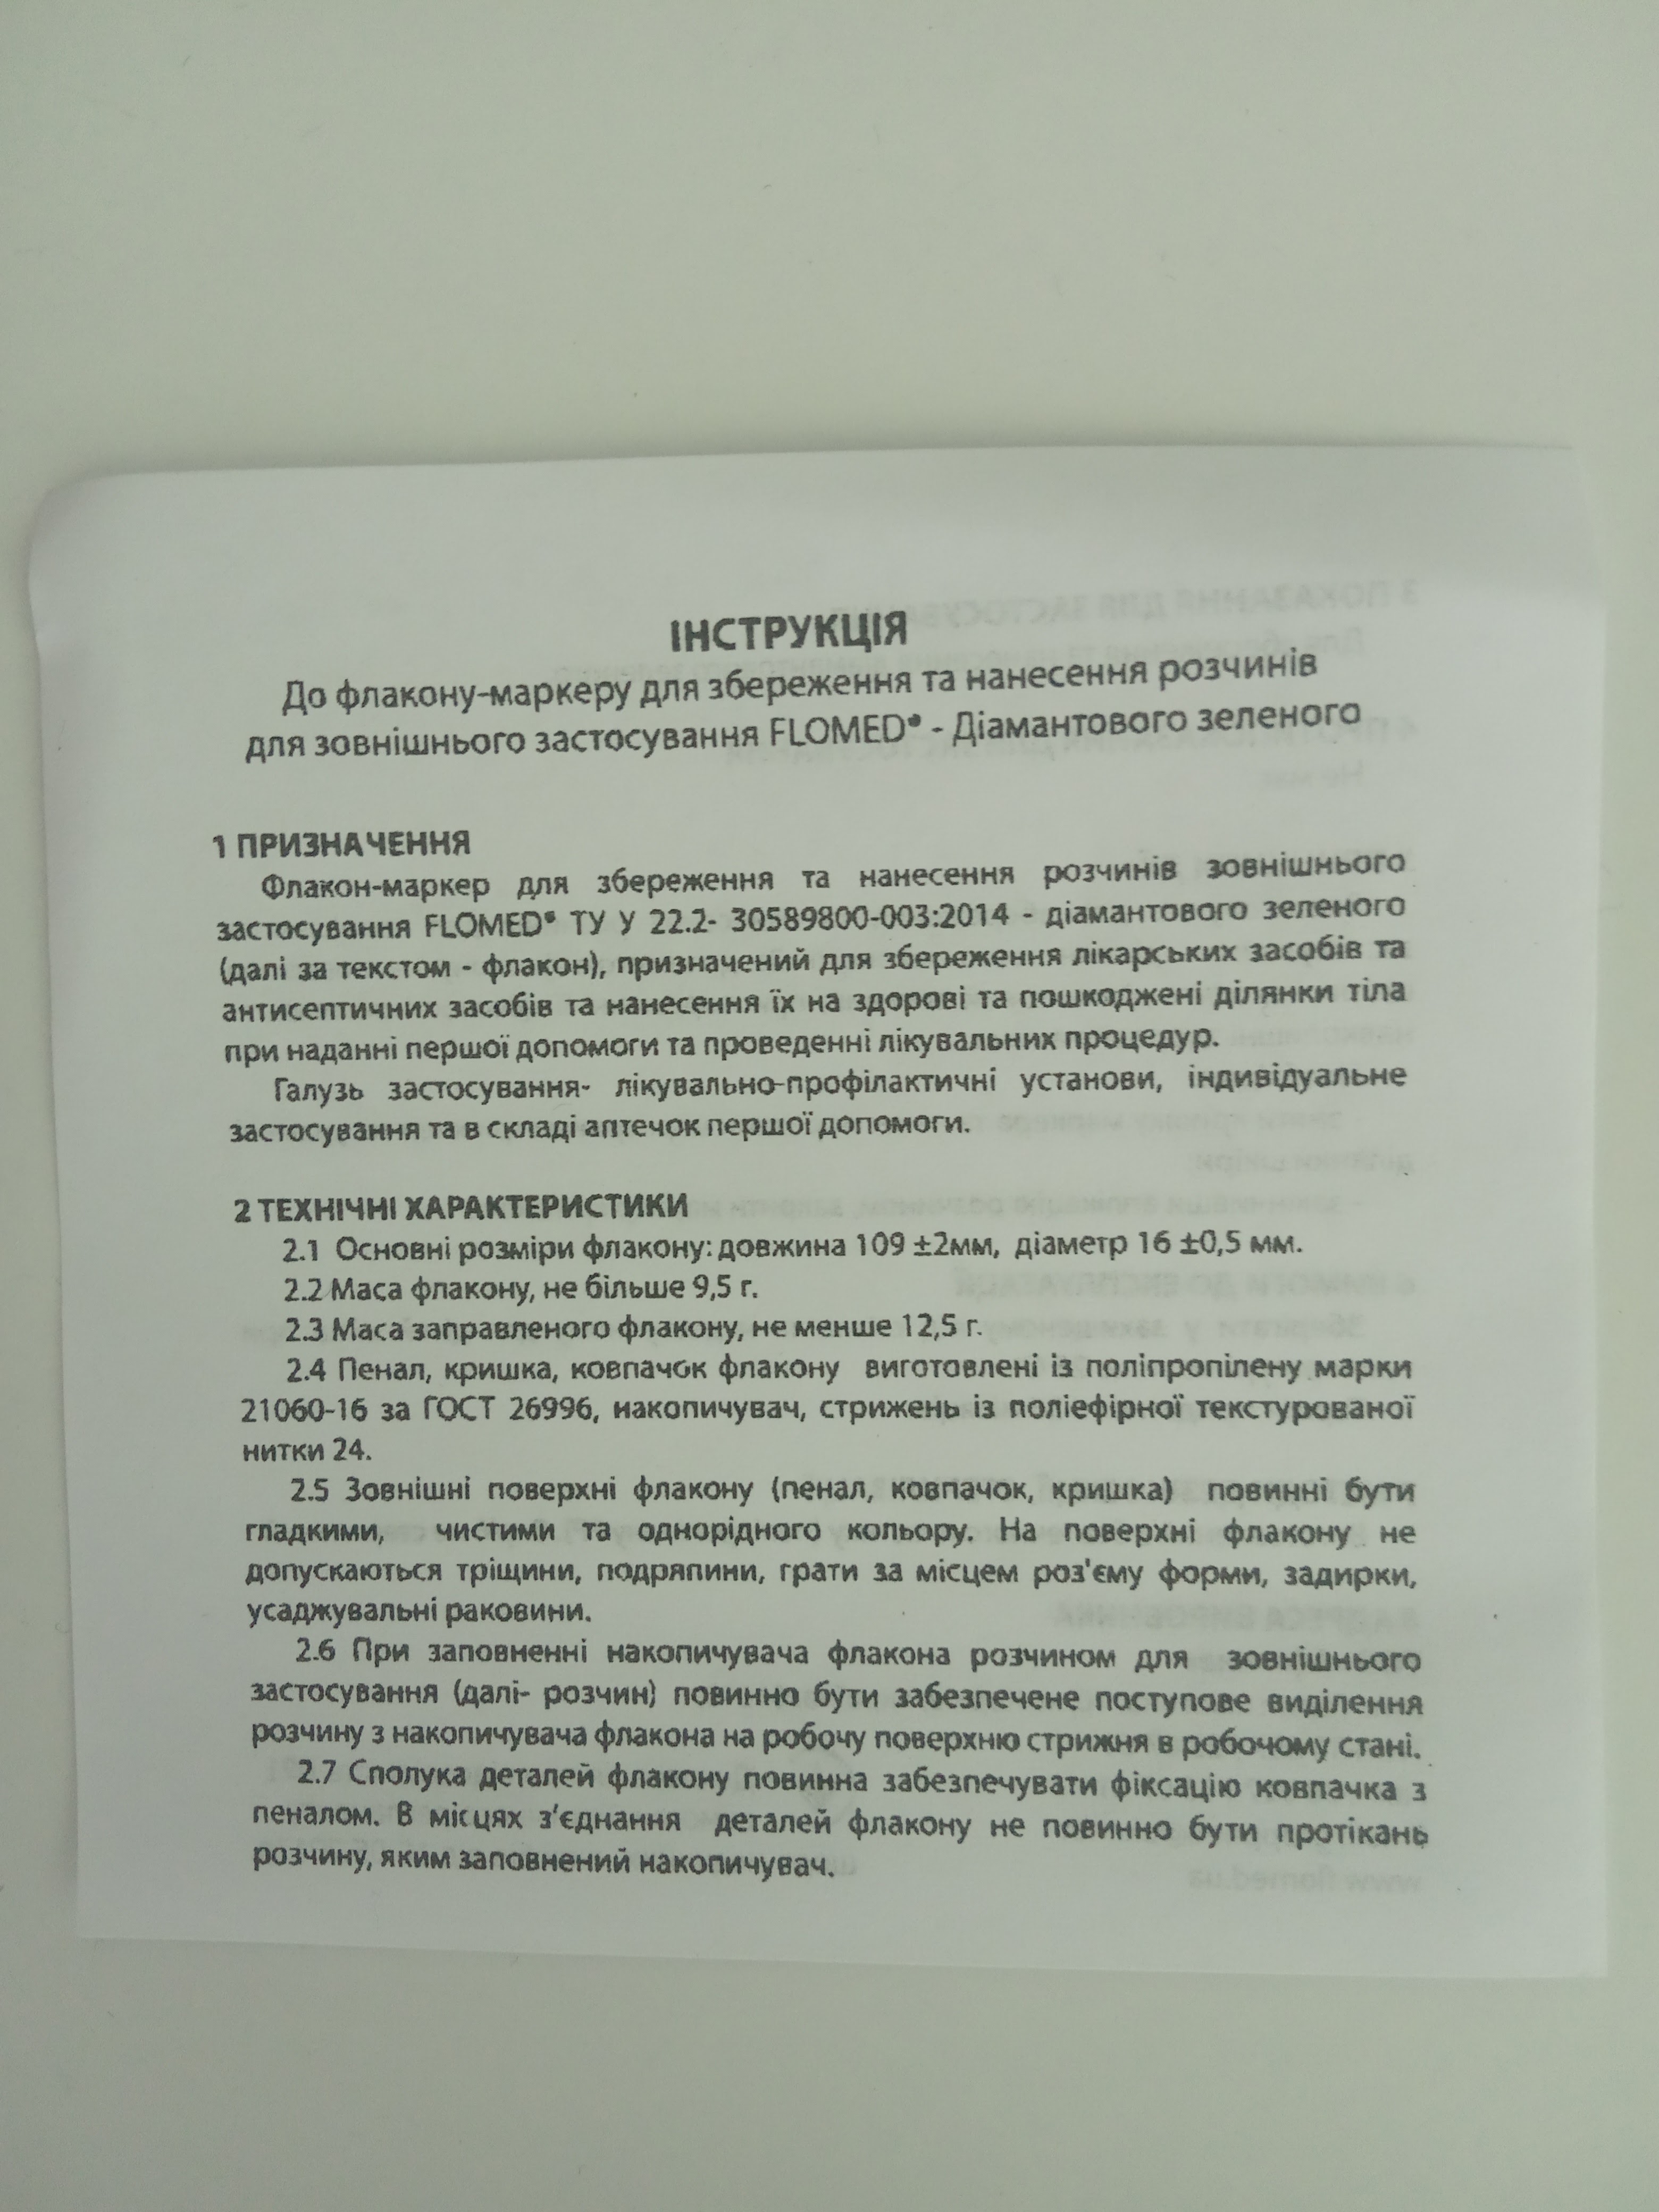 ІНСТРУКЦІЯ
До флакону-маркеру для збереження та нанесення розчинів
для зовнішнього застосування FLOMED® - Діамантового зеленого
1 ПРИЗНАЧЕННЯ
Флакон-маркер для збереження та нанесення розчинів зовнішнього
застосування FLOMED® ТУ У 22.2- 30589800-003:2014 - діамантового зеленого
(далі за текстом - флакон), призначений для збереження лікарських засобів та
антисептичних засобів та нанесення їх на здорові та пошкоджені ділянки тіла
при наданні першої допомоги та проведенні лікувальних процедур.
Галузь застосування- лікувально-профілактичні установи, індивідуальне
застосування та в складі аптечок першої допомоги.
2 ТЕХНІЧНІ ХАРАКТЕРИСТИКИ
2.1 Основні розміри флакону: довжина 109 ±2мм, діаметр 16 ±0,5 мм.
2.2 Маса флакону, не більше 9,5 г.
2.3 Маса заправленого флакону, не менше 12,5 г.
2.4 Пенал, кришка, ковпачок флакону виготовлені із поліпропілену марки
21060-16 за ГОСТ 26996, накопичувач, стрижень із поліефірної текстурованої
нитки 24.
2.5 Зовнішні поверхні флакону (пенал, ковпачок, кришка) повинні бути
гладкими, чистими та однорідного кольору. На поверхні флакону не
допускаються тріщини, подряпини, грати за місцем роз'єму форми, задирки,
усаджувальні раковини.
2.6 При заповненні накопичувача флакона розчином для зовнішнього
застосування (далі- розчин) повинно бути забезпечене поступове виділення
розчину з накопичувача флакона на робочу поверхню стрижня в робочому стані.
2.7 Сполука деталей флакону повинна забезпечувати фіксацію ковпачка з
пеналом. В місцях з'єднання деталей флакону не повинно бути протікань
розчину, яким заповнений накопичувач.